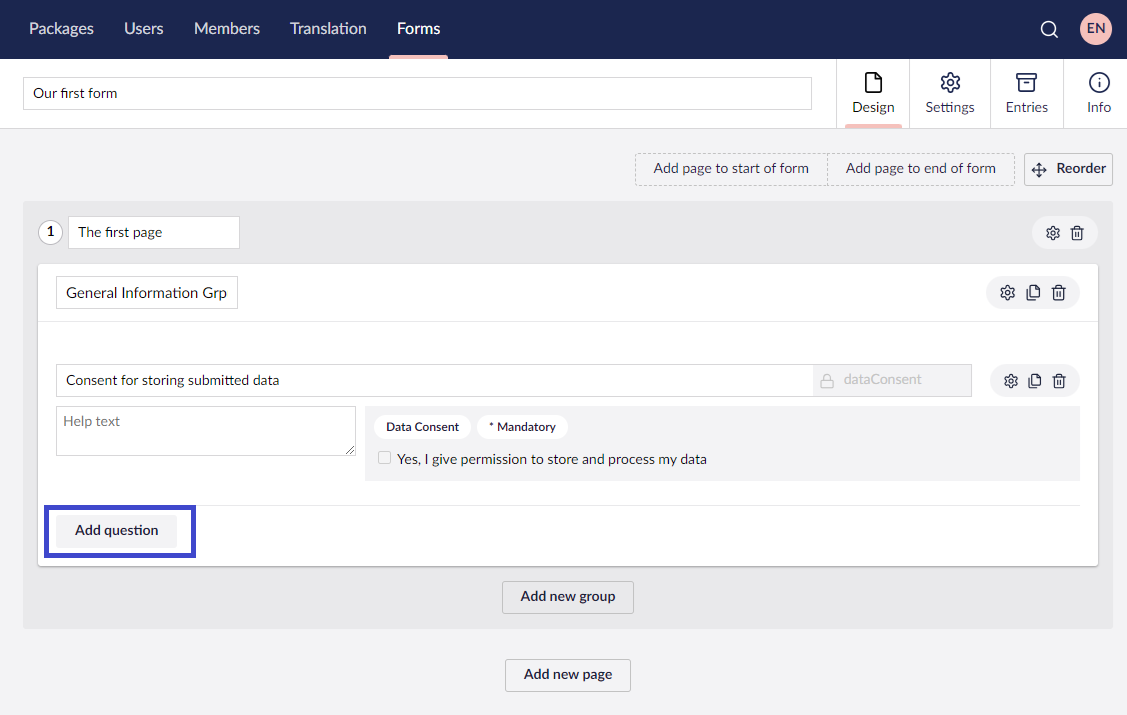 Packages Users Members Translation Forms EN
Our first form
Design Settings Entries Info
Add page to start of form Add page to end of form Reorder
1 The first page
General Information Grp
Consent for storing submitted data dataConsent
Help text
Data Consent * Mandatory
Yes, I give permission to store and process my data
Add question
Add new group
Add new page